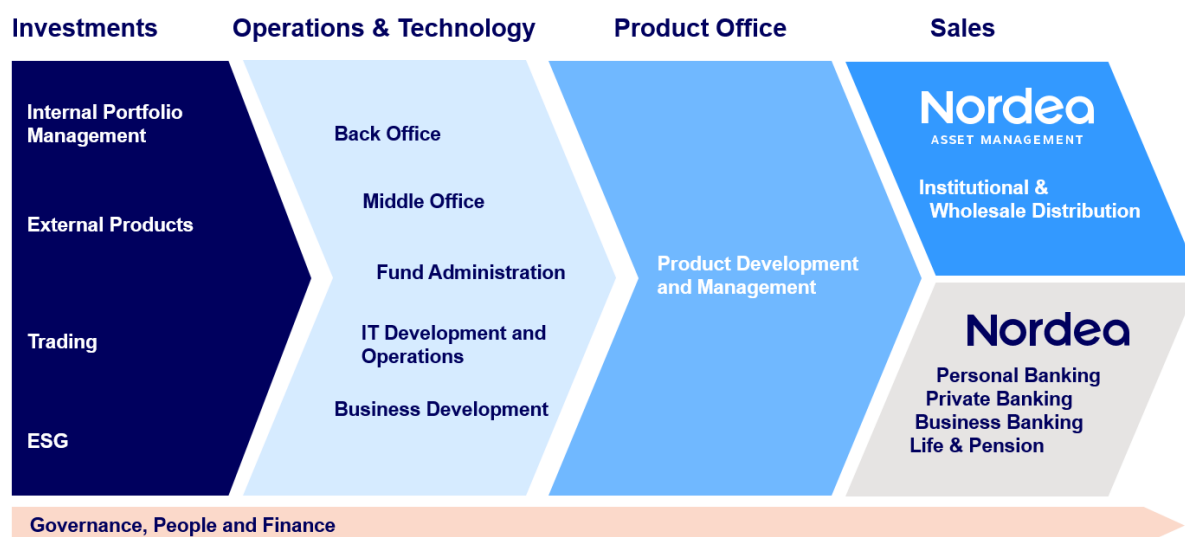 Investments
Operations & Technology
Product Office
Sales
Internal Portfolio
Management
External Products
Trading
ESG
Back Office
Middle Office
Fund Administration
IT Development and
Operations
Business Development
Product Development
and Management
Nordea
ASSET MANAGEMENT
Institutional &
Wholesale Distribution
Nordea
Personal Banking
Private Banking
Business Banking
Life & Pension
Governance, People and Finance